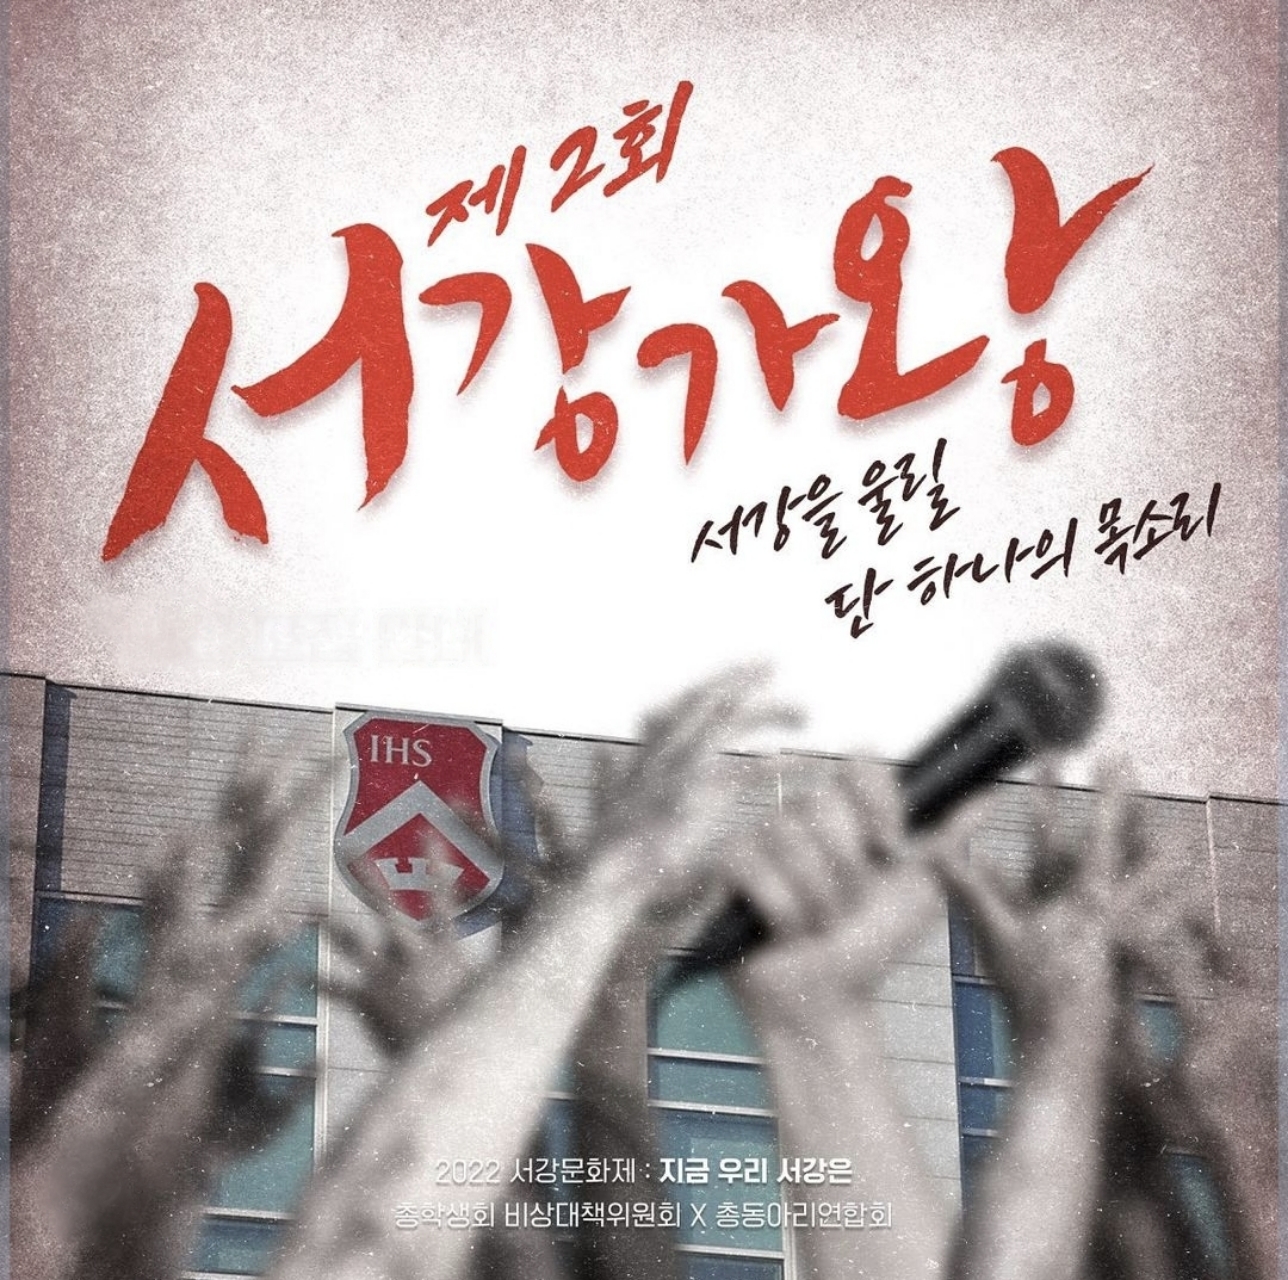 제 2회
서강가왕
서강을 울릴
단 하나의 목소리
IHS
2022 서강문화제 : 지금 우리 서강은
총학생회 비상대책위원회 X 총동아리연합회